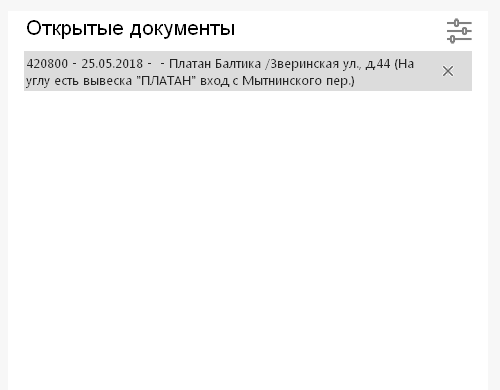 Открытые документы
420800 - 25.05.2018 -  - Платан Балтика /Зверинская ул., д.44 (На
углу есть вывеска "ПЛАТАН" вход с Мытнинского пер.)